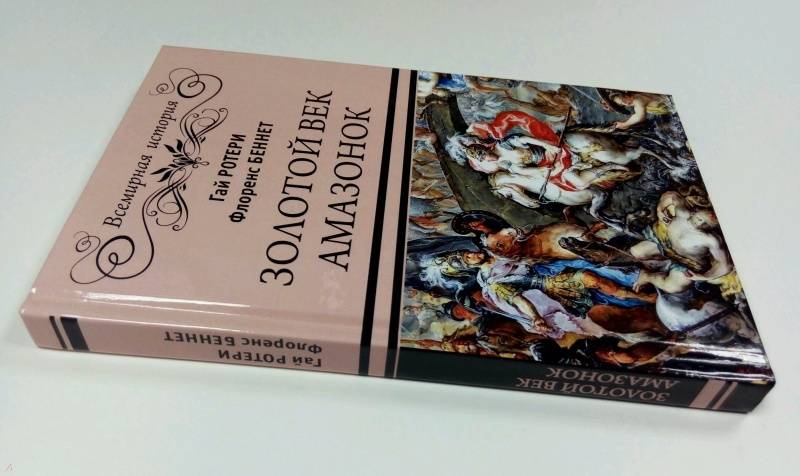 Всемирная история
Гай РОТЕРИ
Флоренс БЕННЕТ
ЗОЛОТОЙ ВЕК
АМАЗОНОК
Гай РОТЕРИ
Флоренс БЕННЕТ
ЗОЛОТОЙ ВЕК
АМАЗОНОК